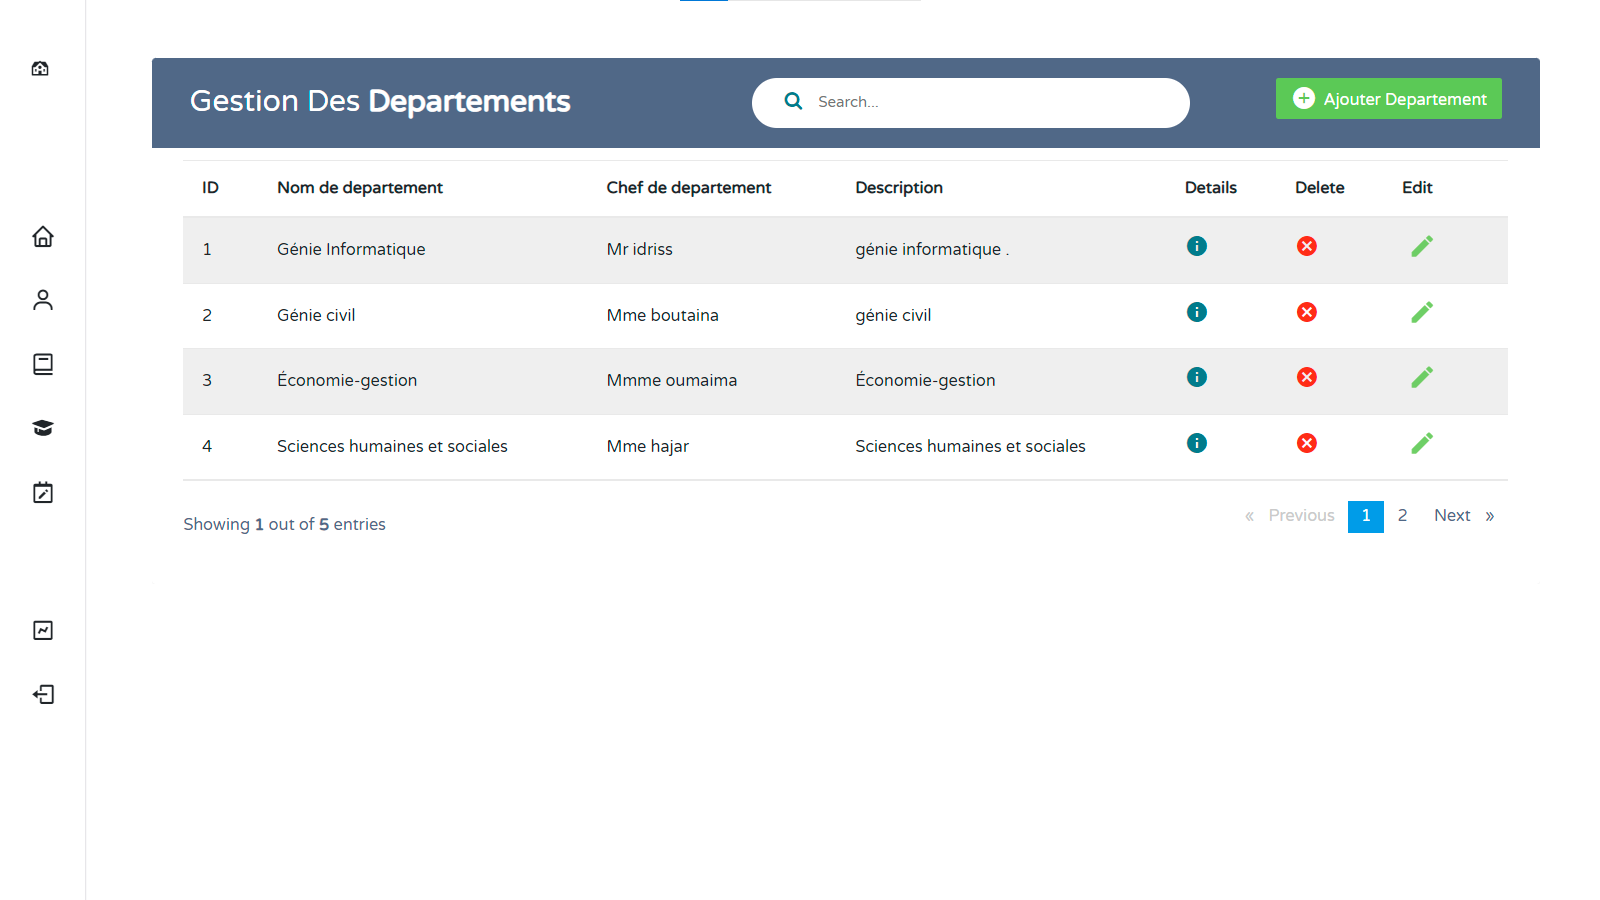 Gestion Des Departements
Search...
Ajouter Departement
ID Nom de departement Chef de departement Description Details Delete Edit
1 Génie Informatique Mr idriss génie informatique .
2 Génie civil Mme boutaina génie civil
3 Économie-gestion Mmme oumaima Économie-gestion
4 Sciences humaines et sociales Mme hajar Sciences humaines et sociales
Showing 1 out of 5 entries
« Previous 1 2 Next »